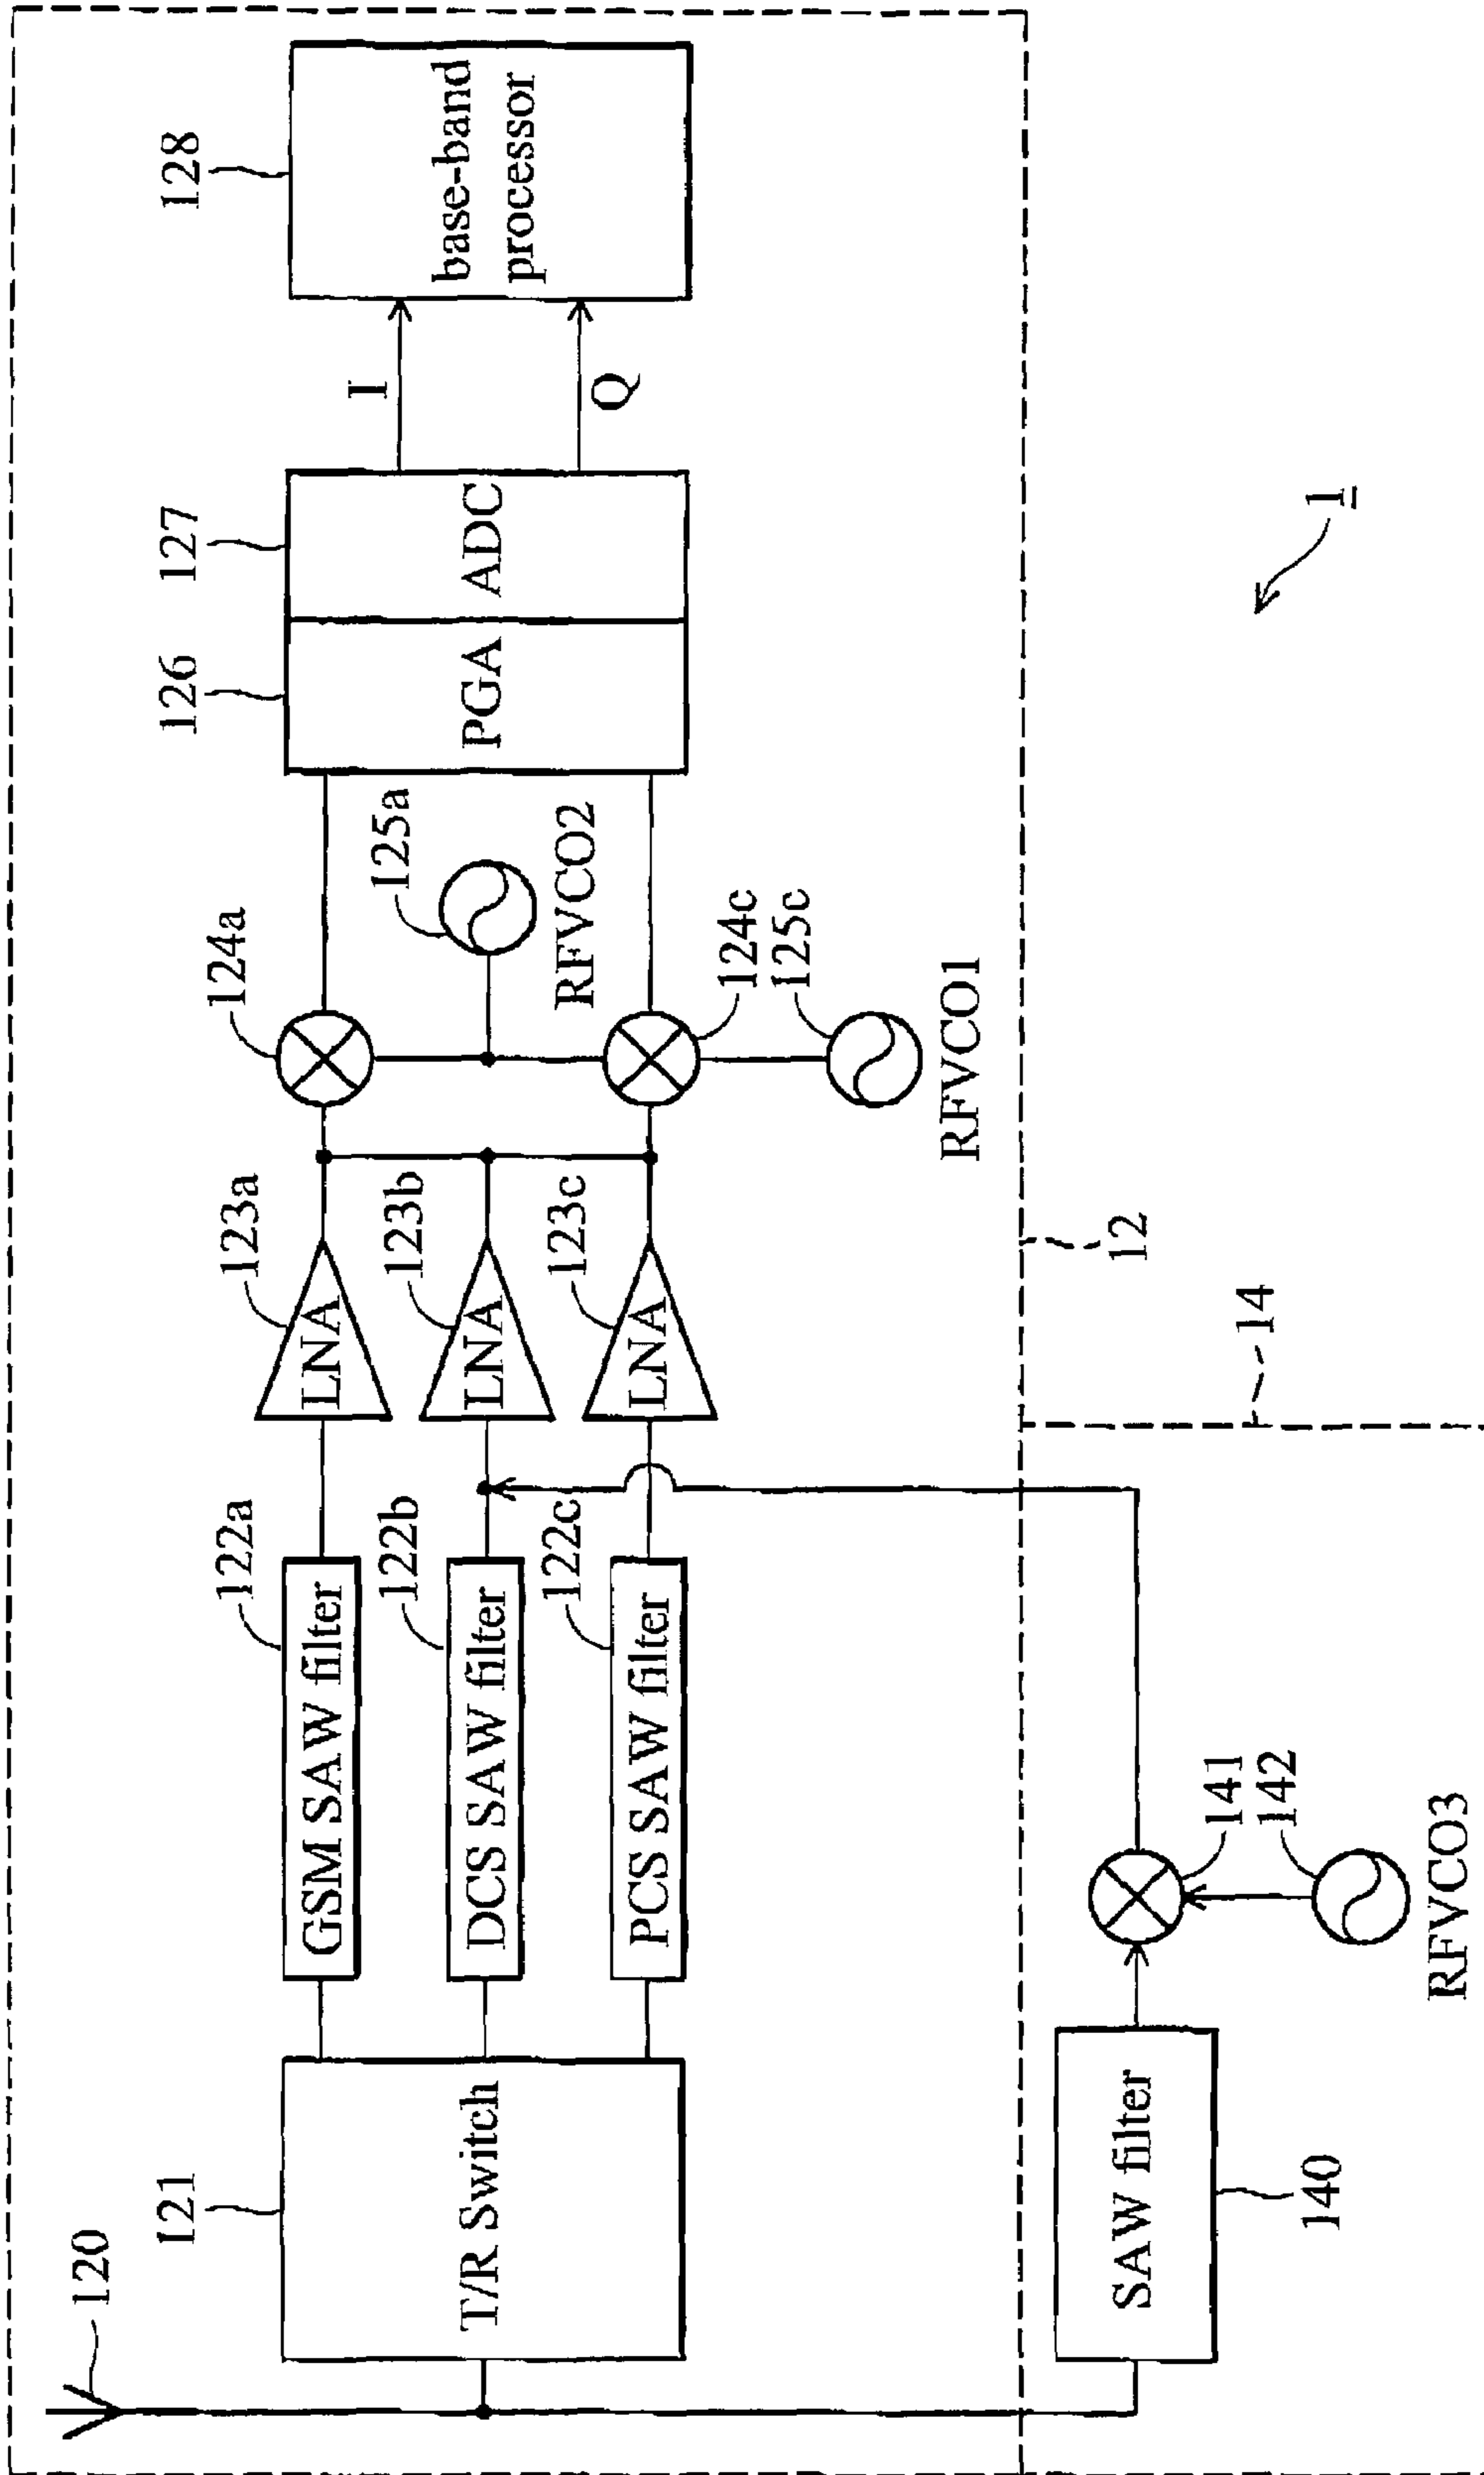 120
121
T/R Switch
122a
GSM SAW filter
122b
DCS SAW filter
122c
PCS SAW filter
123a
LNA
123b
LNA
123c
LNA
124a
125a
RFVCO2
124c
125c
RFVCO1
126
PGA
127
ADC
I
Q
128
base-band
processor
12
14
SAW filter
140
141
142
RFVCO3
1